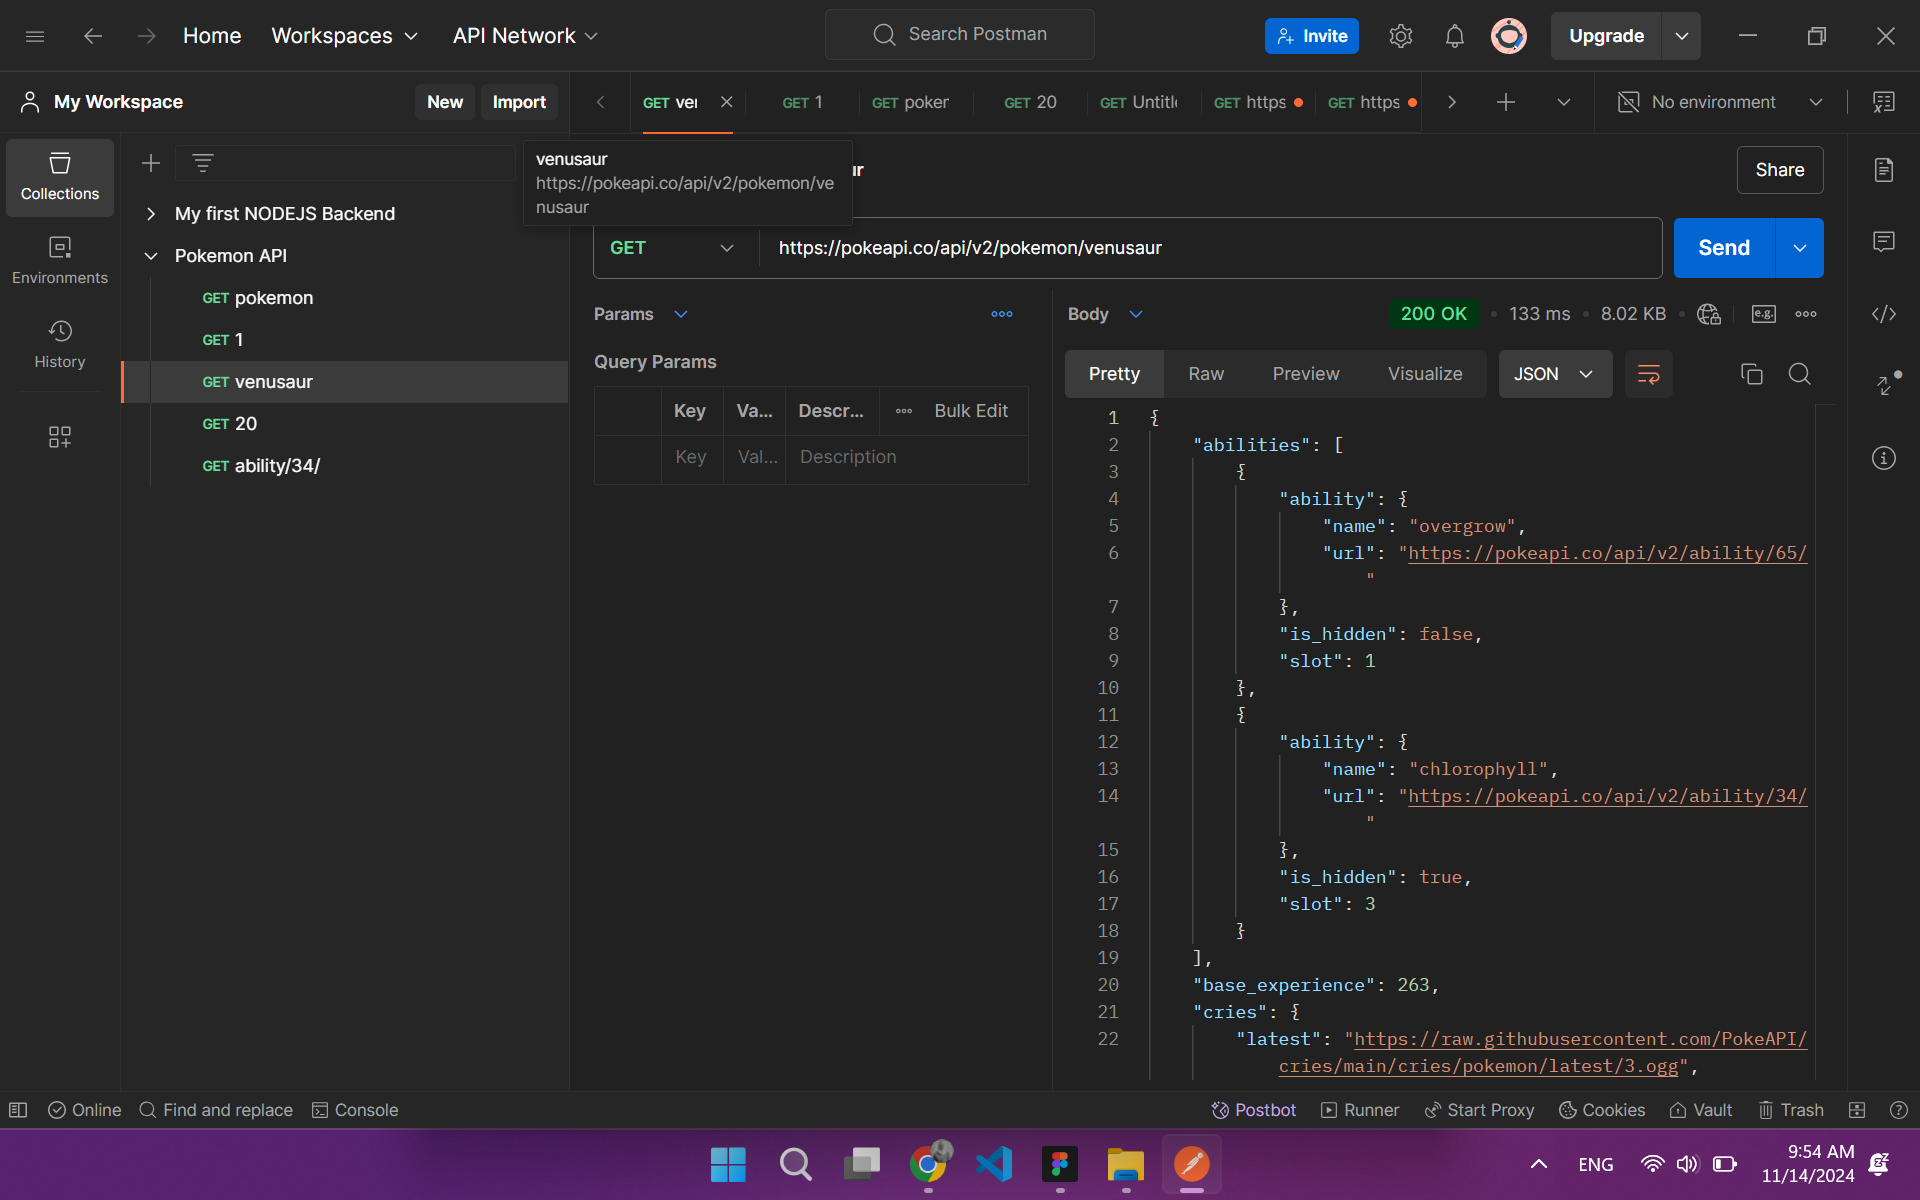 Home Workspaces API Network Search Postman Invite Upgrade
My Workspace New Import GET ver GET 1 GET poker GET 20 GET Untitl GET https GET https No environment
Collections
Environments
History
My first NODEJS Backend
Pokemon API
GET pokemon
GET 1
GET venusaur
GET 20
GET ability/34/
venusaur
https://pokeapi.co/api/v2/pokemon/ve
nusaur
ur
Share
GET https://pokeapi.co/api/v2/pokemon/venusaur Send
Params
Query Params
Key Va... Descr... Bulk Edit
Key Val... Description
Body 200 OK • 133 ms • 8.02 KB e.g.
Pretty Raw Preview Visualize JSON
1 {
2 "abilities": [
3 {
4 "ability": {
5 "name": "overgrow",
6 "url": "https://pokeapi.co/api/v2/ability/65/
"
7 },
8 "is_hidden": false,
9 "slot": 1
10 },
11 {
12 "ability": {
13 "name": "chlorophyll",
14 "url": "https://pokeapi.co/api/v2/ability/34/
"
15 },
16 "is_hidden": true,
17 "slot": 3
18 }
19 ],
20 "base_experience": 263,
21 "cries": {
22 "latest": "https://raw.githubusercontent.com/PokeAPI/
cries/main/cries/pokemon/latest/3.ogg",
Online Find and replace Console Postbot Runner Start Proxy Cookies Vault Trash
ENG 9:54 AM
11/14/2024